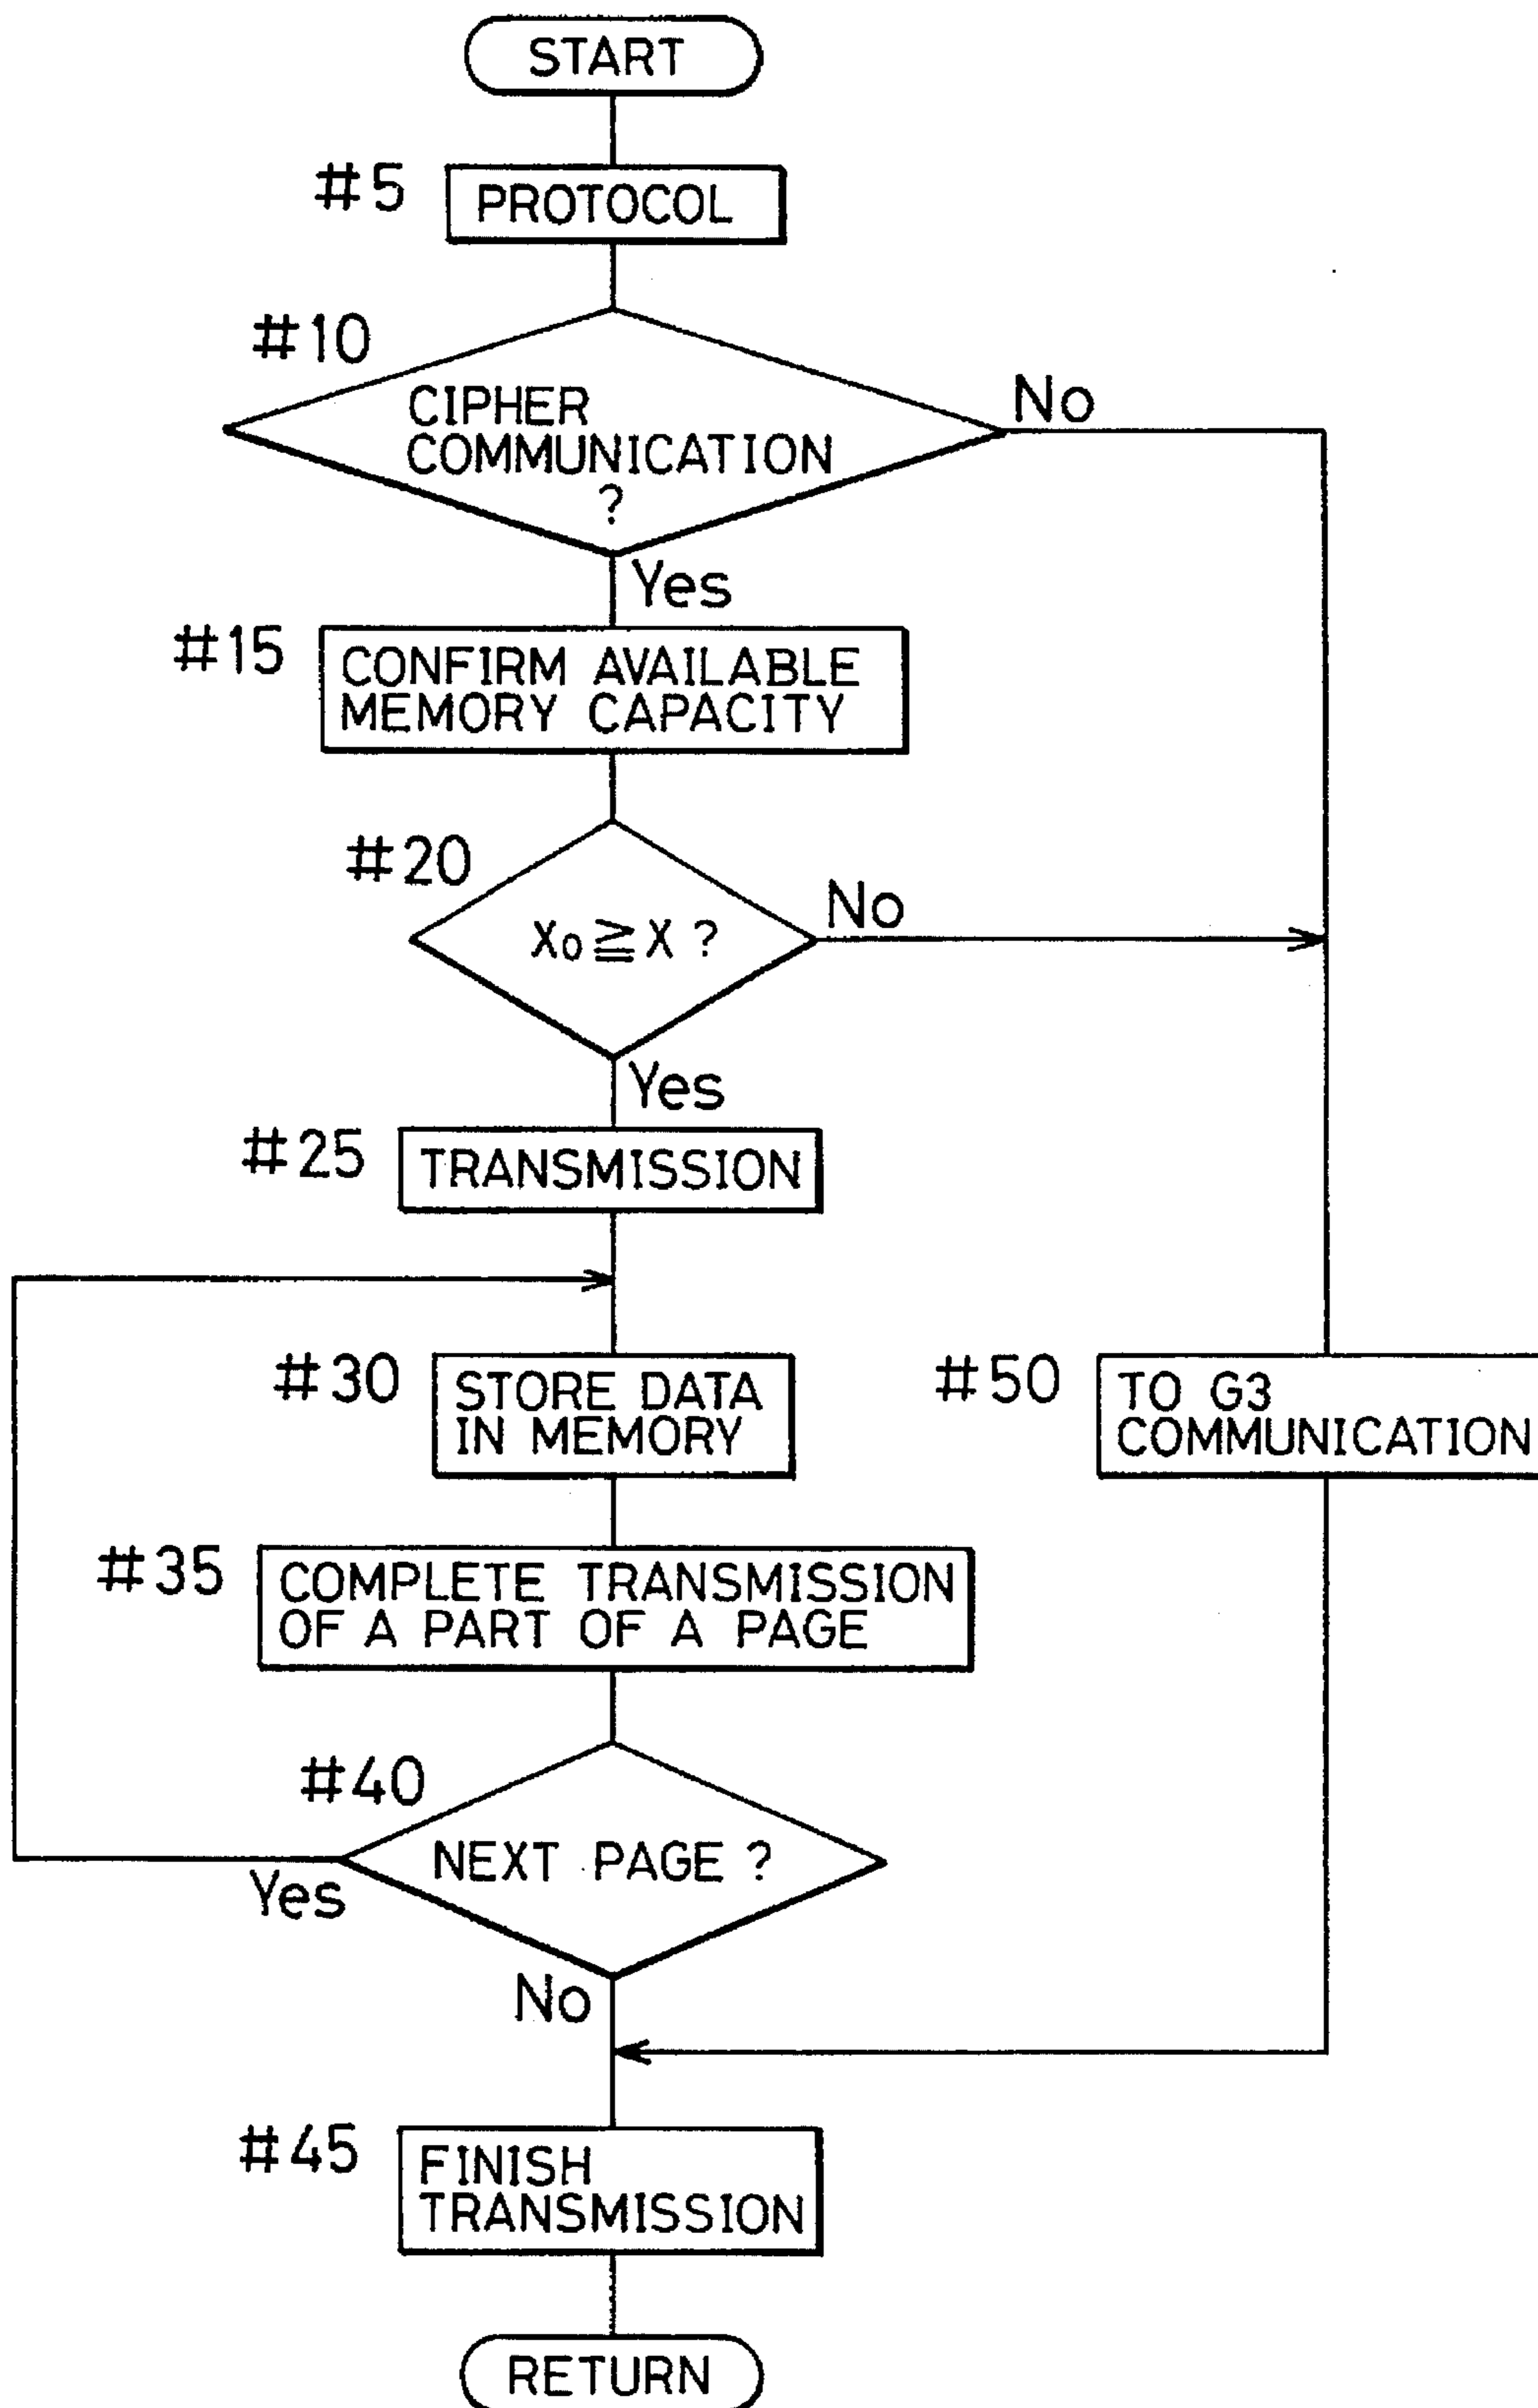 START
#5
PROTOCOL
#10
CIPHER
COMMUNICATION
?
No
Yes
#15
CONFIRM AVAILABLE
MEMORY CAPACITY
#20
X₀ ≧ X ?
No
Yes
#25
TRANSMISSION
#30
STORE DATA
IN MEMORY
#50
TO G3
COMMUNICATION
#35
COMPLETE TRANSMISSION
OF A PART OF A PAGE
#40
NEXT PAGE ?
Yes
No
#45
FINISH
TRANSMISSION
RETURN